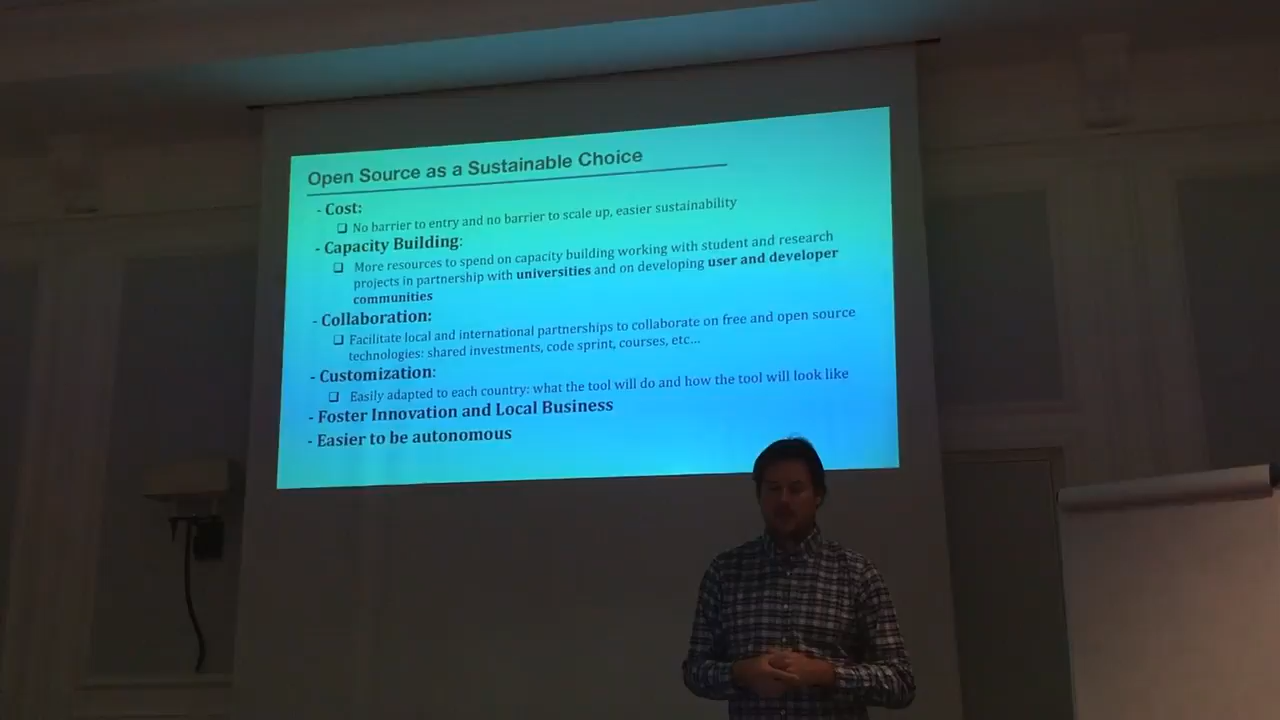 Open Source as a Sustainable Choice
- Cost:
❑ No barrier to entry and no barrier to scale up, easier sustainability
- Capacity Building:
❑ More resources to spend on capacity building working with student and research
projects in partnership with universities and on developing user and developer
communities
- Collaboration:
❑ Facilitate local and international partnerships to collaborate on free and open source
technologies: shared investments, code sprint, courses, etc...
- Customization:
❑ Easily adapted to each country: what the tool will do and how the tool will look like
- Foster Innovation and Local Business
- Easier to be autonomous